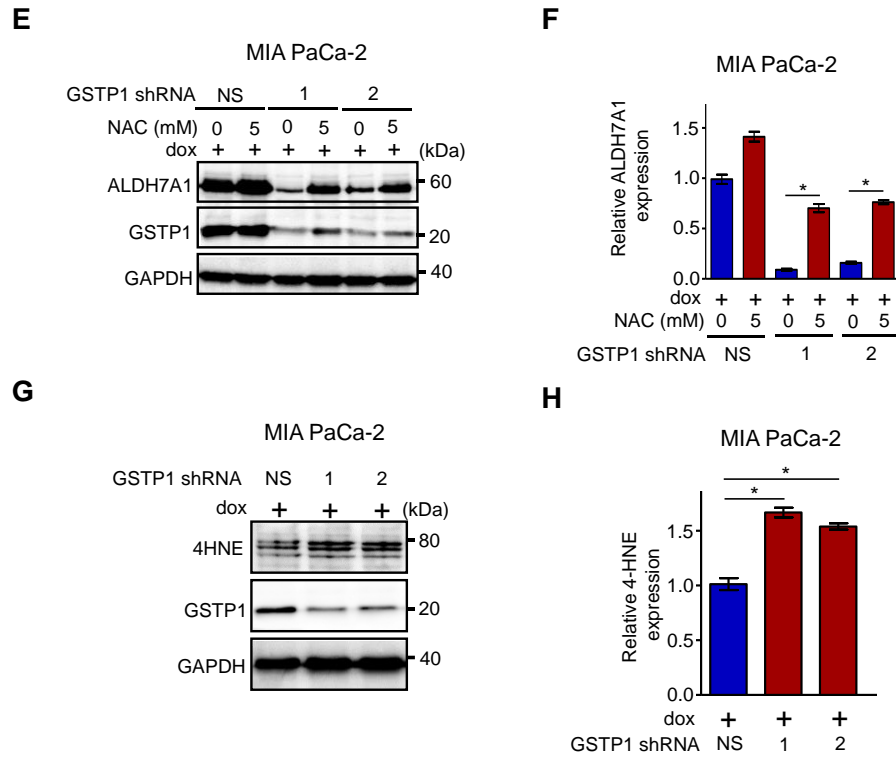 E
MIA PaCa-2
GSTP1 shRNA NS 1 2
NAC (mM) 0 5 0 5 0 5
dox + + + + + + (kDa)
ALDH7A1 60
GSTP1 20
GAPDH 40
F
MIA PaCa-2
Relative ALDH7A1
expression
1.5
1.0
0.5
0.0
* *
dox + + + + + +
NAC (mM) 0 5 0 5 0 5
GSTP1 shRNA NS 1 2
G
MIA PaCa-2
GSTP1 shRNA NS 1 2
dox + + + (kDa)
4HNE 80
GSTP1 20
GAPDH 40
H
MIA PaCa-2
Relative 4-HNE
expression
*
*
1.5
1.0
0.5
0.0
dox + + +
GSTP1 shRNA NS 1 2